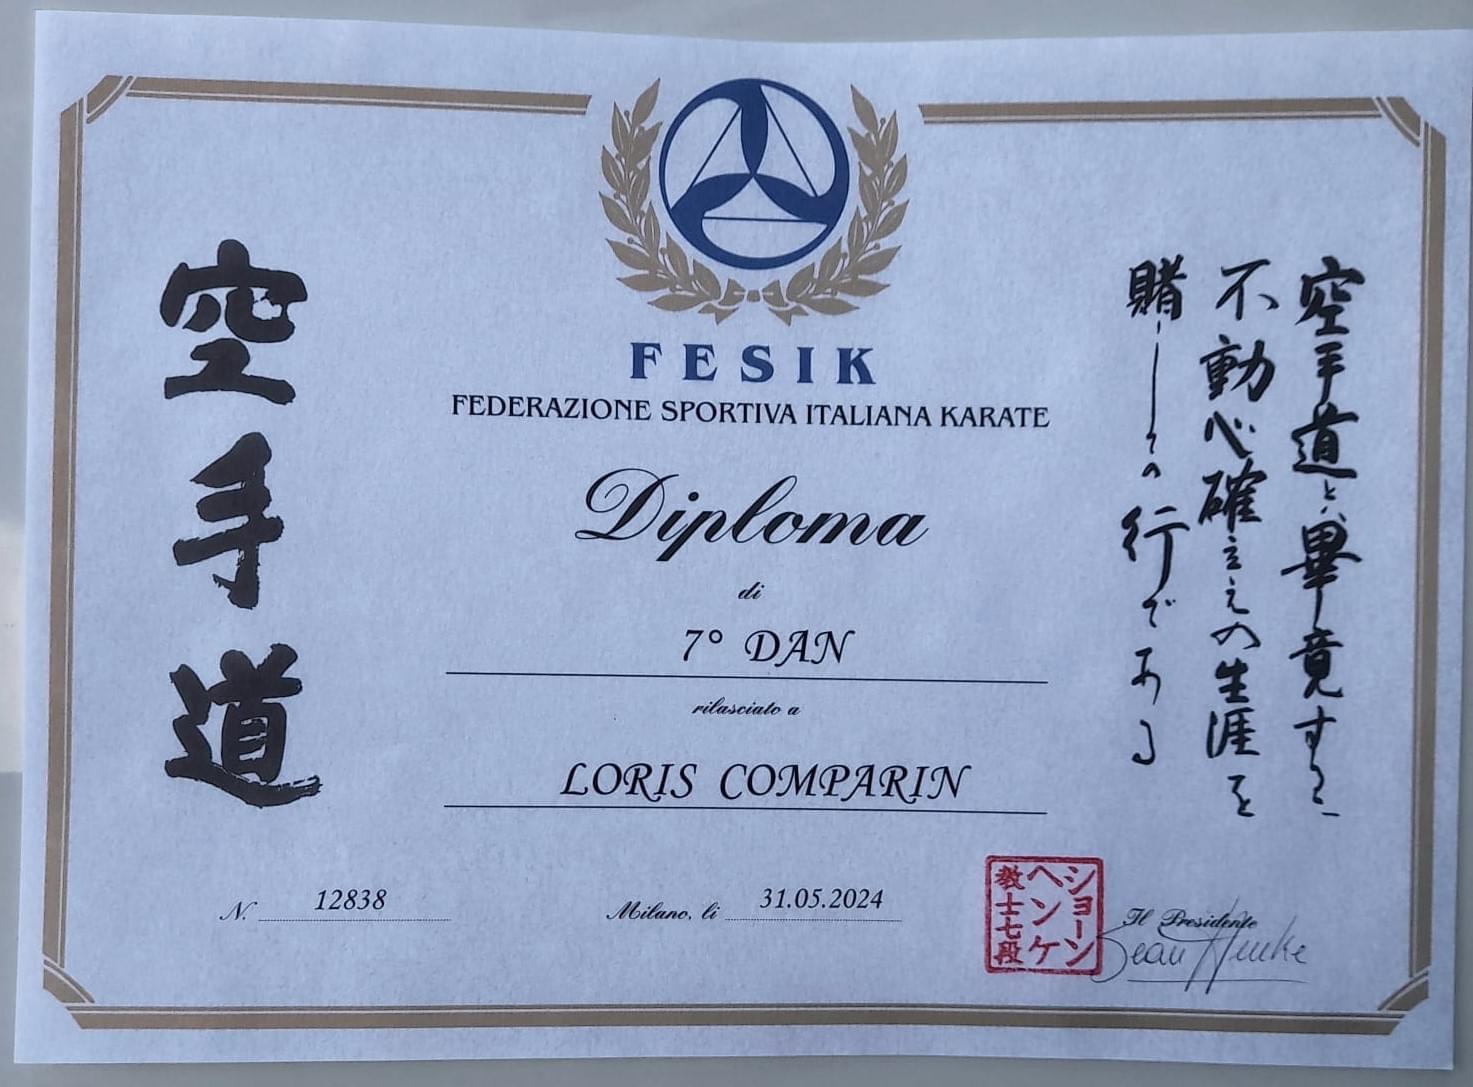 空手道
FESIK
FEDERAZIONE SPORTIVA ITALIANA KARATE
Diploma
di
7° DAN
rilasciato a
LORIS COMPARIN
N. 12838
Milano, li 31.05.2024
Il Presidente
Sean Henke
空手道と畢竟する
不動心確立えの生涯を
賭しての行である
ショーン
ヘンケ
教士七段